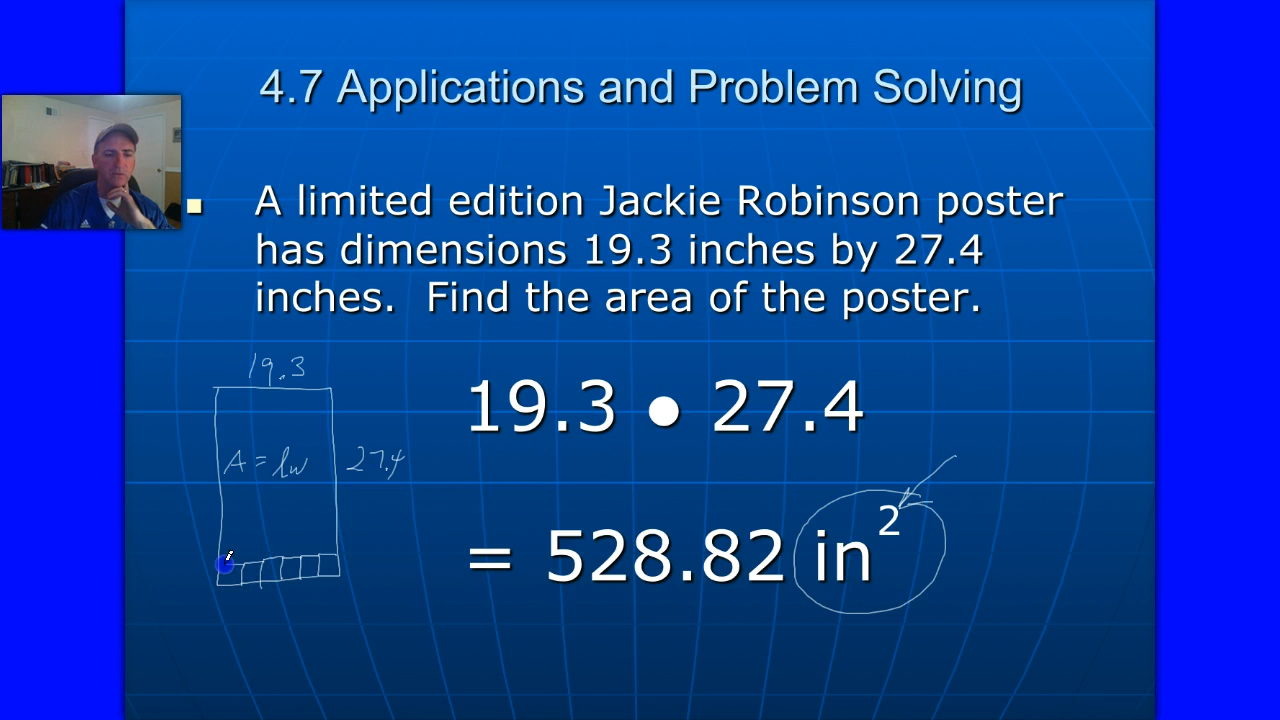 4.7 Applications and Problem Solving
A limited edition Jackie Robinson poster
has dimensions 19.3 inches by 27.4
inches. Find the area of the poster.
19.3
19.3 • 27.4
A = lw 27.4
= 528.82 in²